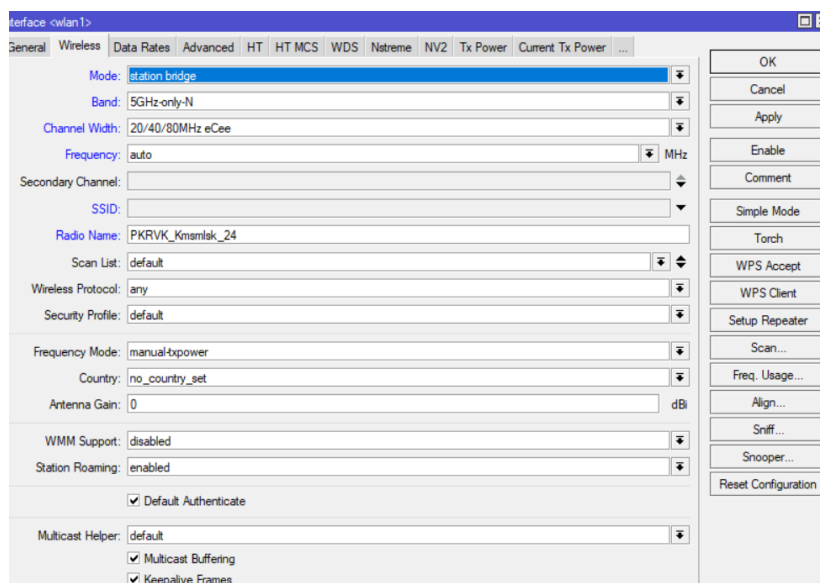 nterface <wlan1>
General Wireless Data Rates Advanced HT HT MCS WDS Nstreme NV2 Tx Power Current Tx Power ...
Mode: station bridge
Band: 5GHz-only-N
Channel Width: 20/40/80MHz eCee
Frequency: auto MHz
Secondary Channel:
SSID:
Radio Name: PKRVK_Kmsmlsk_24
Scan List: default
Wireless Protocol: any
Security Profile: default
Frequency Mode: manual-txpower
Country: no_country_set
Antenna Gain: 0 dBi
WMM Support: disabled
Station Roaming: enabled
Default Authenticate
Multicast Helper: default
Multicast Buffering
Keepalive Frames
OK
Cancel
Apply
Enable
Comment
Simple Mode
Torch
WPS Accept
WPS Client
Setup Repeater
Scan...
Freq. Usage...
Align...
Sniff...
Snooper...
Reset Configuration